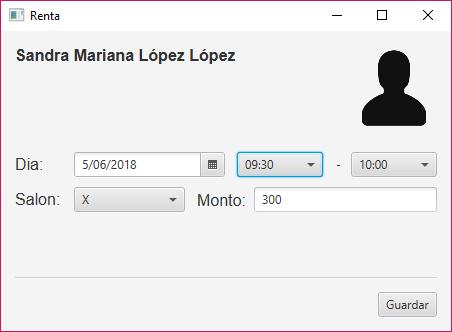 Renta
Sandra Mariana López López
Dia: 5/06/2018 09:30 - 10:00
Salon: X Monto: 300
Guardar